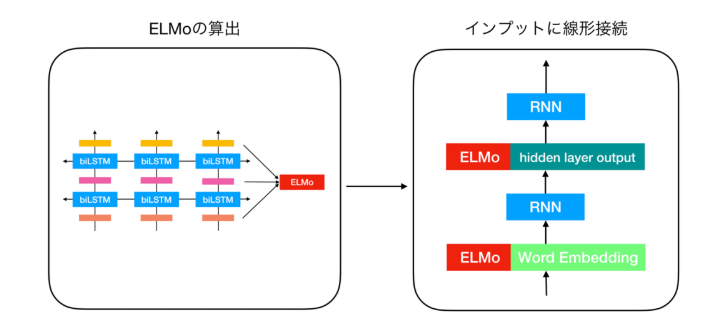 ELMoの算出
biLSTM biLSTM biLSTM
biLSTM biLSTM biLSTM
ELMo
インプットに線形接続
RNN
ELMo hidden layer output
RNN
ELMo Word Embedding